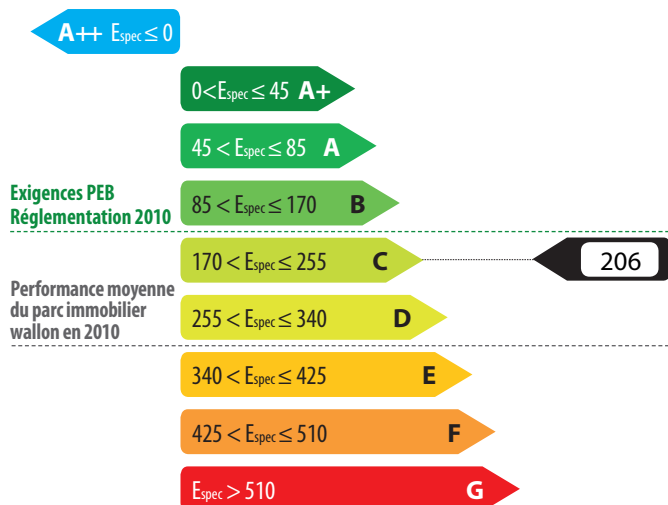 A++ Espec ≤ 0
0<Espec ≤ 45 A+
45 < Espec ≤ 85 A
Exigences PEB
Réglementation 2010
85 < Espec ≤ 170 B
170 < Espec ≤ 255 C
206
Performance moyenne
du parc immobilier
wallon en 2010
255 < Espec ≤ 340 D
340 < Espec ≤ 425 E
425 < Espec ≤ 510 F
Espec > 510 G